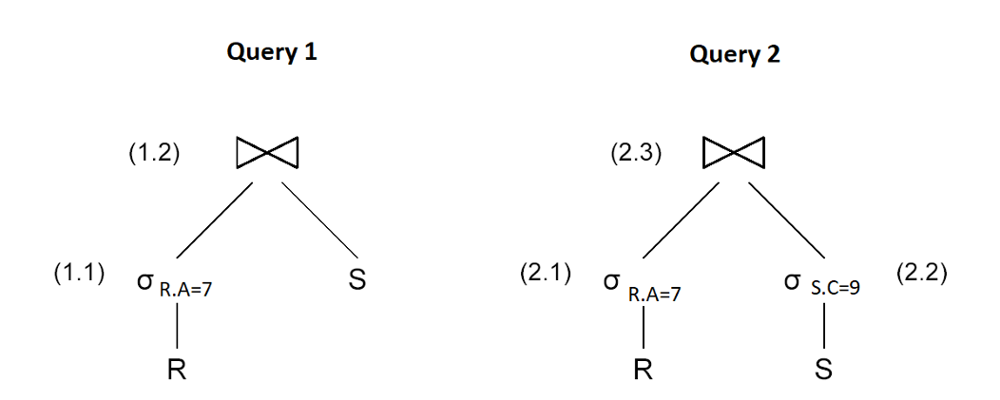 Query 1
(1.2) ⋈
(1.1) σ R.A=7 S
R
Query 2
(2.3) ⋈
(2.1) σ R.A=7 σ S.C=9 (2.2)
R S